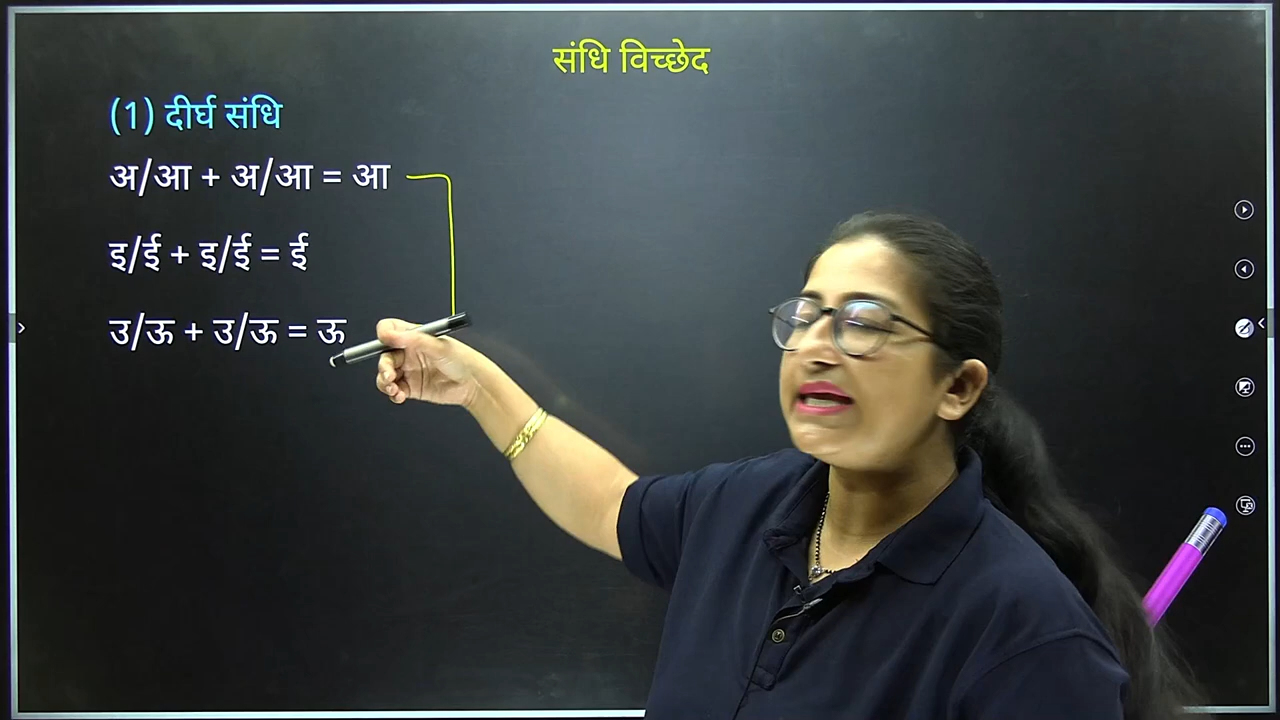 संधि विच्छेद
(1) दीर्घ संधि
अ/आ + अ/आ = आ
इ/ई + इ/ई = ई
उ/ऊ + उ/ऊ = ऊ